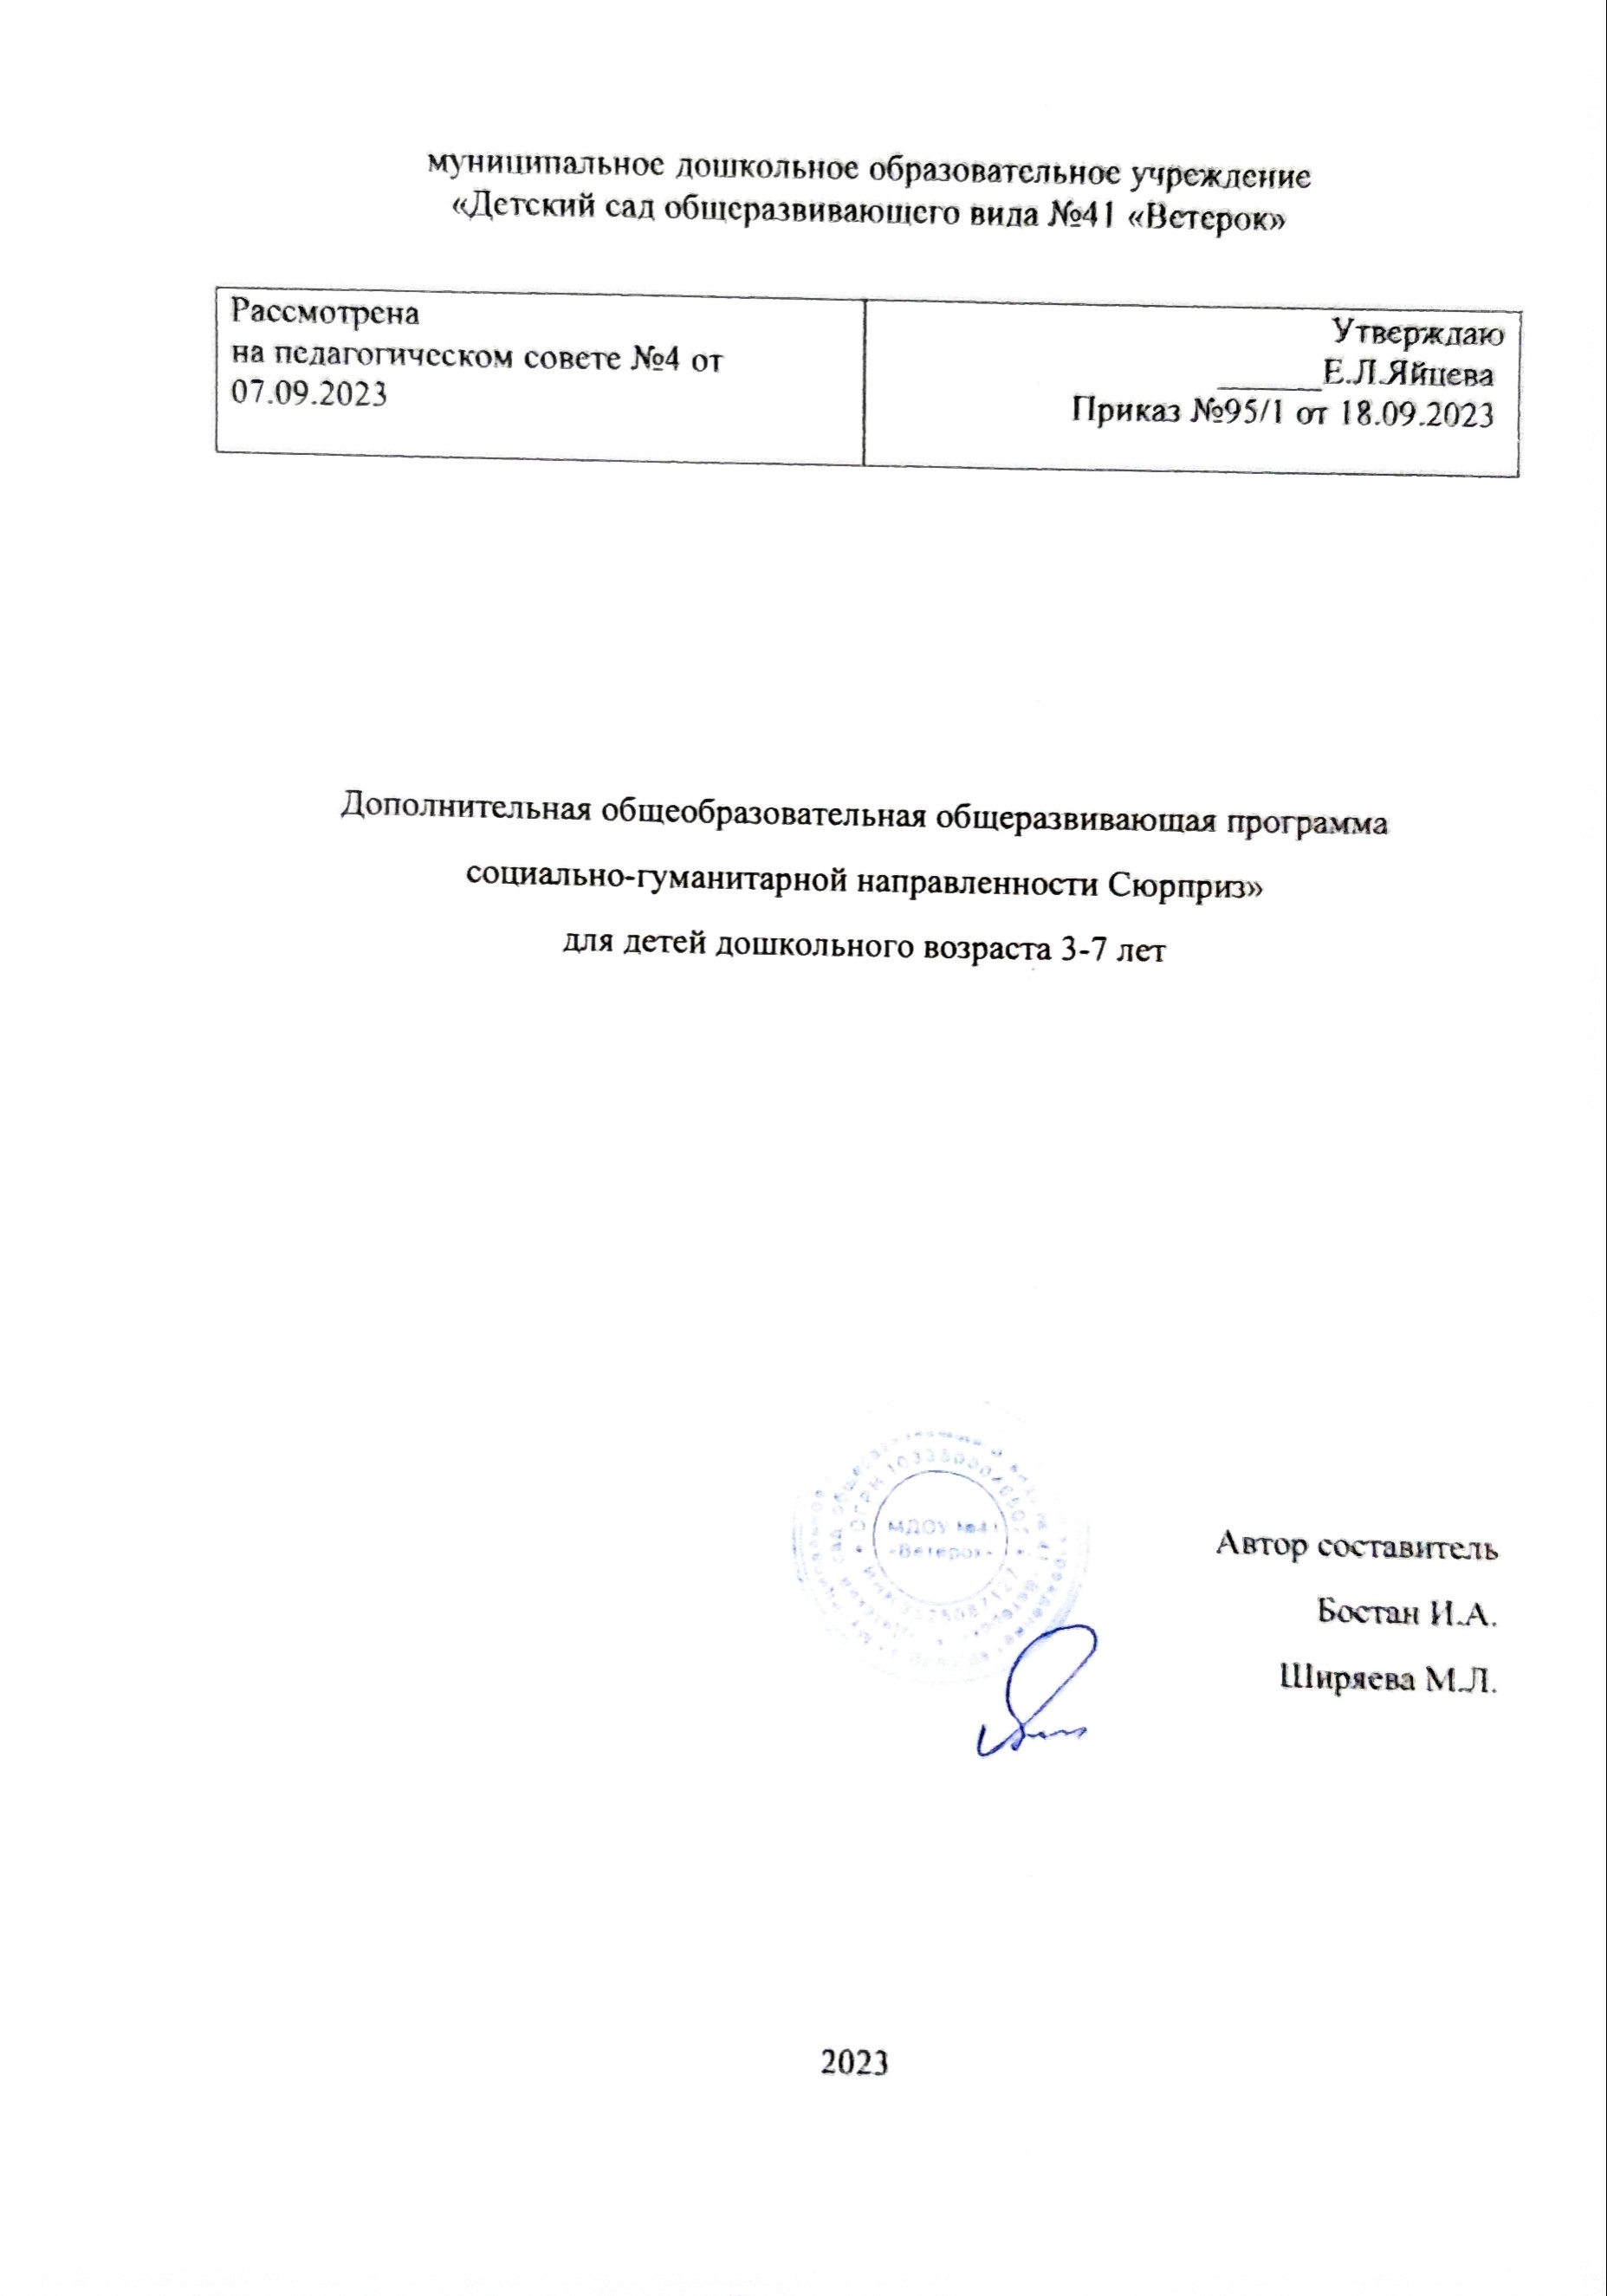 муниципальное дошкольное образовательное учреждение
«Детский сад общеразвивающего вида №41 «Ветерок»
Рассмотрена
на педагогическом совете №4 от
07.09.2023
Утверждаю
______Е.Л.Яйцева
Приказ №95/1 от 18.09.2023
Дополнительная общеобразовательная общеразвивающая программа
социально-гуманитарной направленности Сюрприз»
для детей дошкольного возраста 3-7 лет
МДОУ №41
«Ветерок»
ОГРН
Автор составитель
Бостан И.А.
Ширяева М.Л.
2023